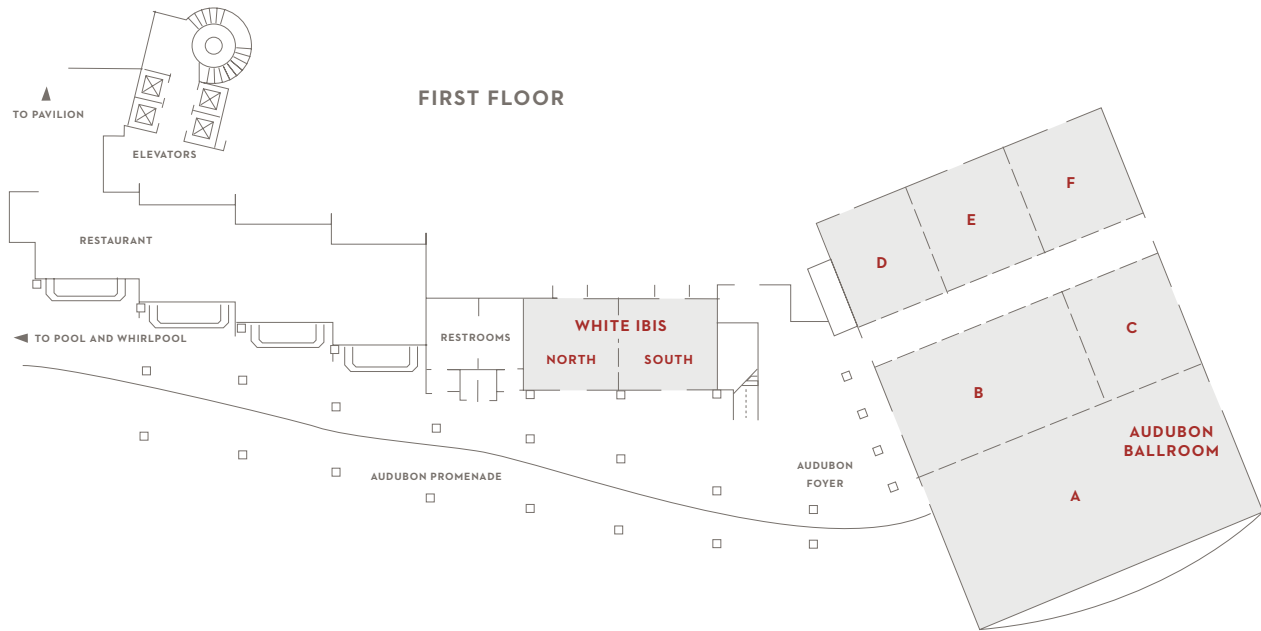 FIRST FLOOR
TO PAVILION
ELEVATORS
RESTAURANT
TO POOL AND WHIRLPOOL
RESTROOMS
WHITE IBIS
NORTH
SOUTH
AUDUBON PROMENADE
AUDUBON
FOYER
D
E
F
B
C
AUDUBON
BALLROOM
A